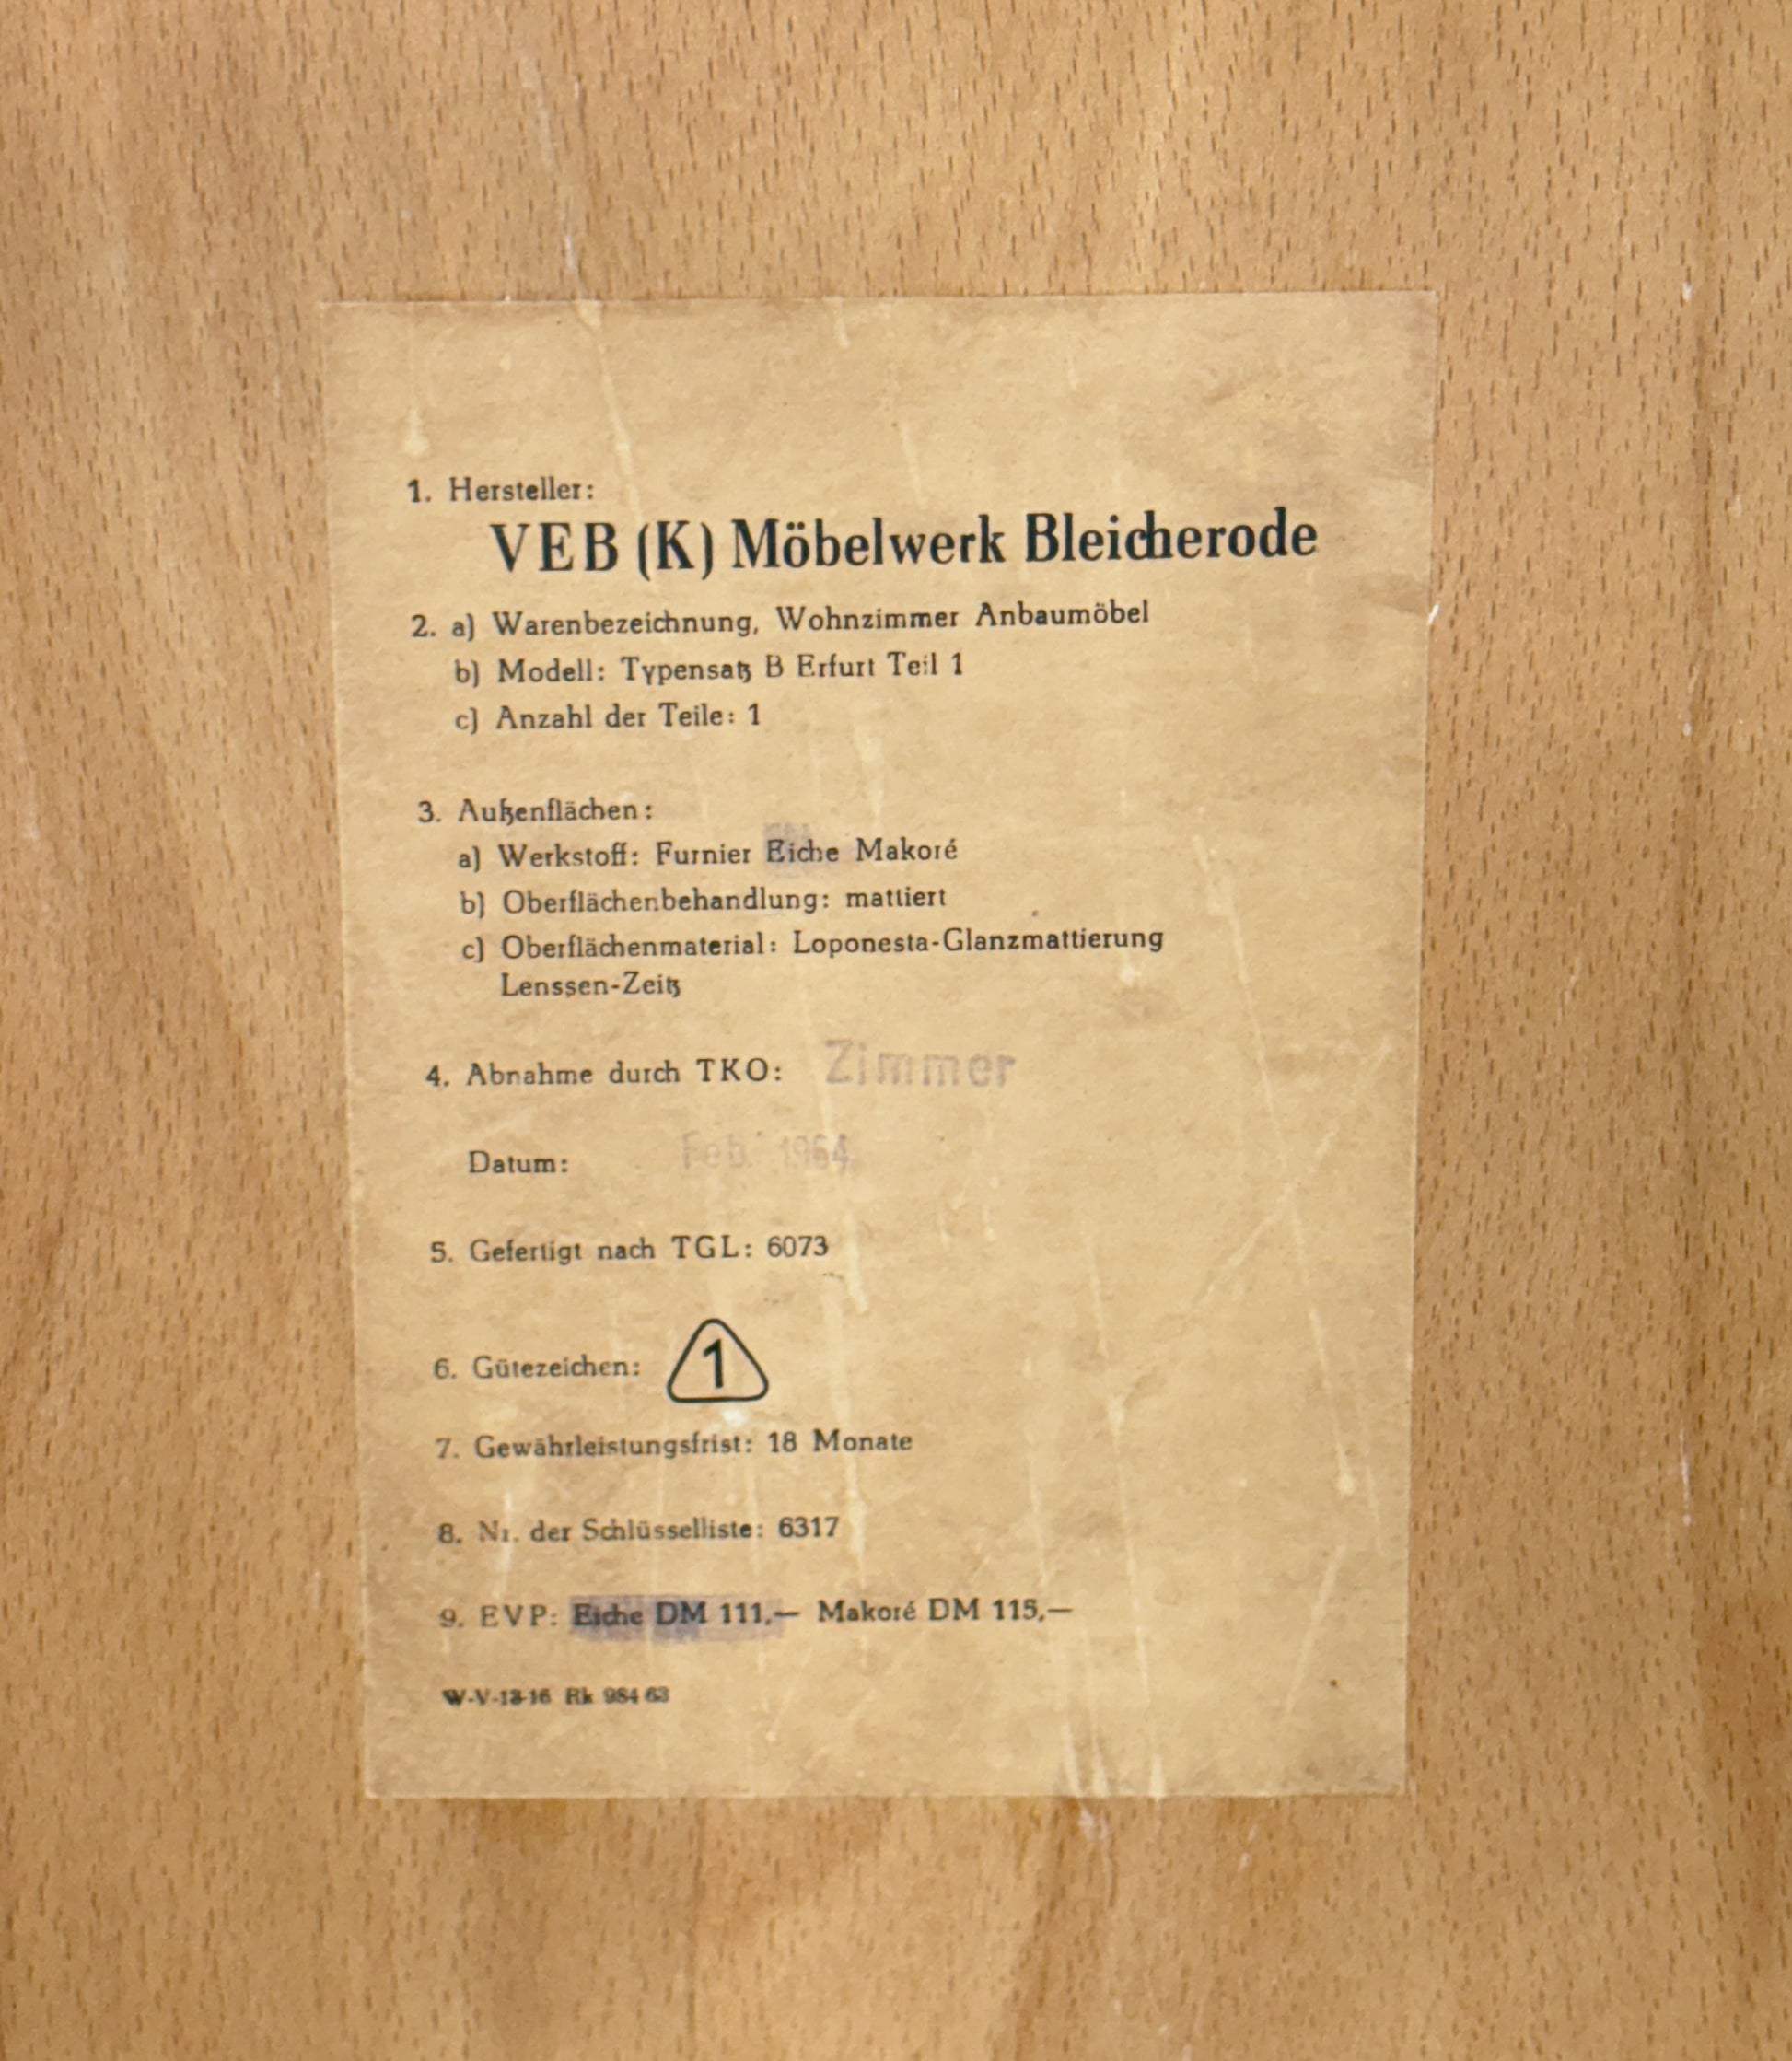 1. Hersteller:
VEB (K) Möbelwerk Bleicherode
2. a) Warenbezeichnung, Wohnzimmer Anbaumöbel
b) Modell: Typensatz B Erfurt Teil 1
c) Anzahl der Teile: 1
3. Außenflächen:
a) Werkstoff: Furnier Eiche Makoré
b) Oberflächenbehandlung: mattiert
c) Oberflächenmaterial: Loponesta-Glanzmattierung
Lenssen-Zeitz
4. Abnahme durch TKO: Zimmer
Datum: Feb. 1964
5. Gefertigt nach TGL: 6073
6. Gütezeichen: 1
7. Gewährleistungsfrist: 18 Monate
8. Nr. der Schlüsselliste: 6317
9. EVP: Eiche DM 111,— Makoré DM 115,—
W-V-13-16 Rk 984 63